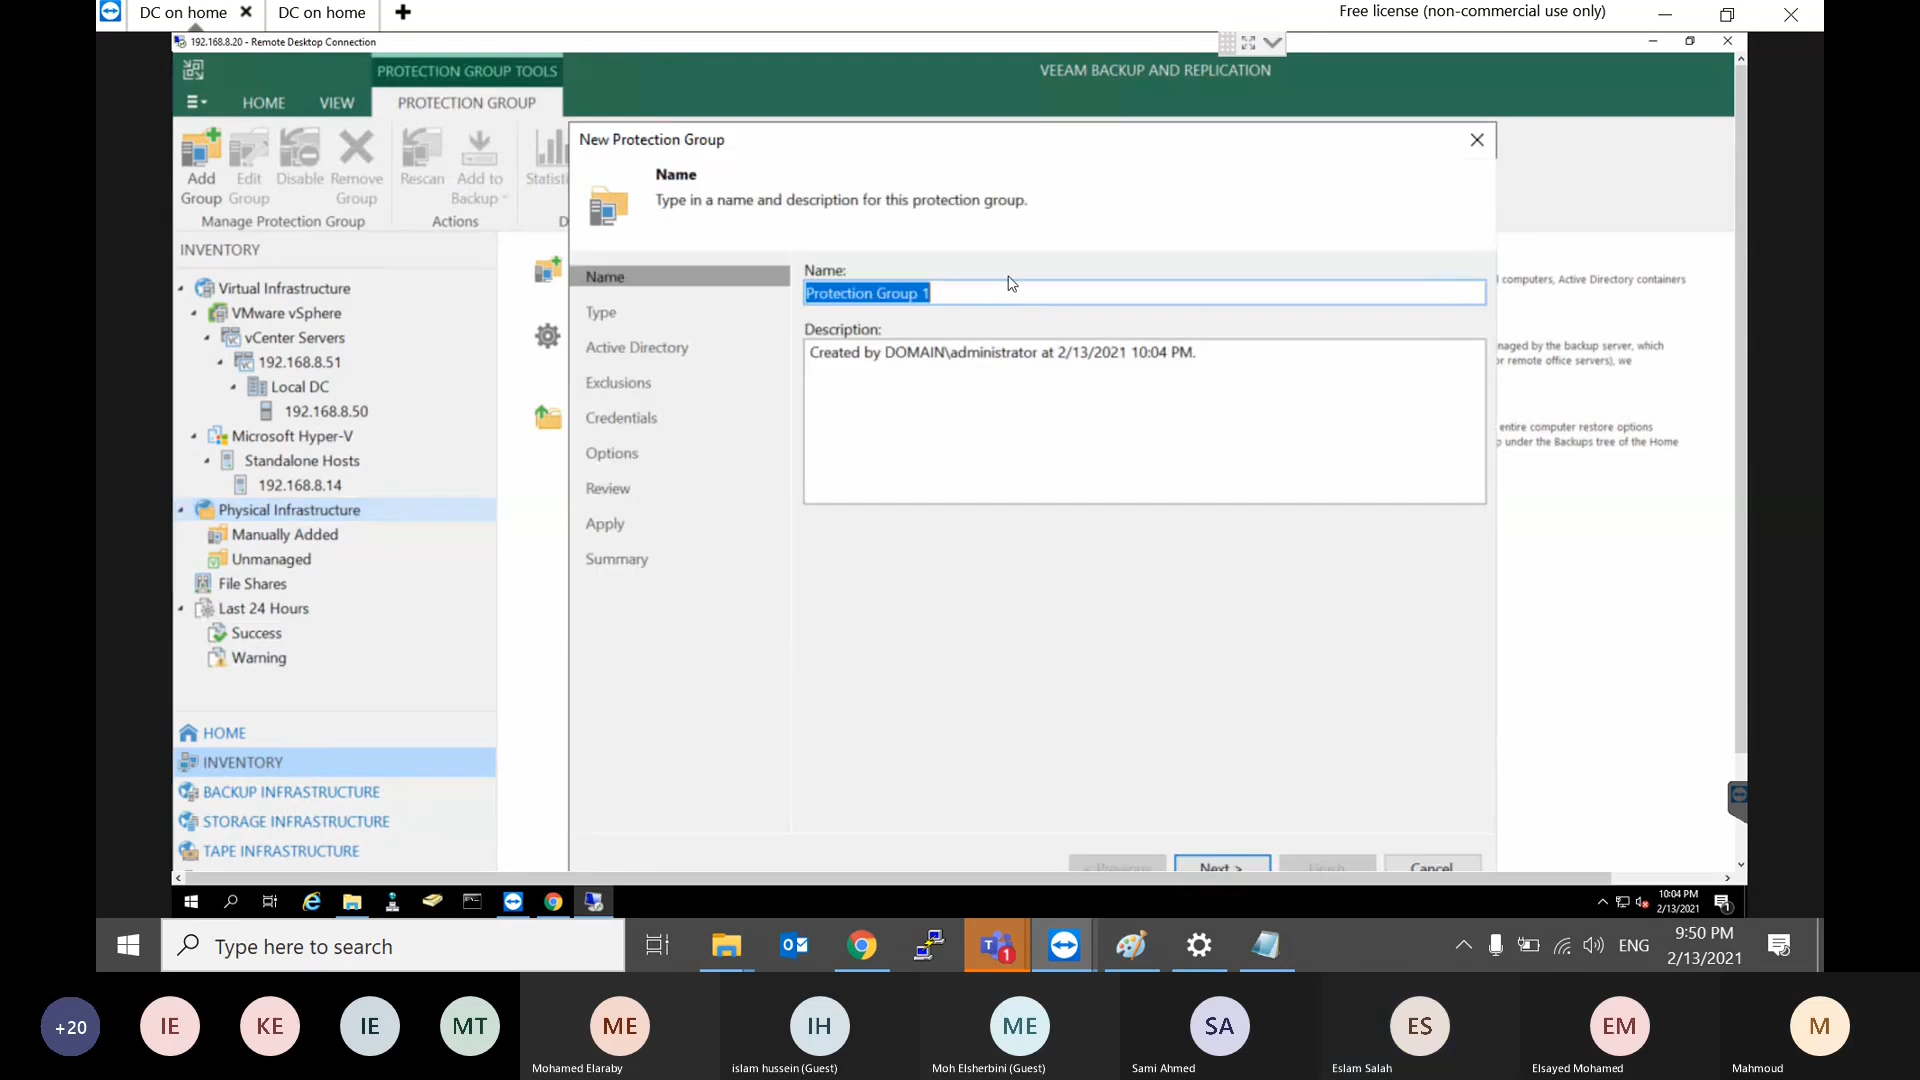 DC on home
DC on home
Free license (non-commercial use only)
192.168.8.20 - Remote Desktop Connection
PROTECTION GROUP TOOLS
VEEAM BACKUP AND REPLICATION
HOME
VIEW
PROTECTION GROUP
Add Group
Edit Group
Disable
Remove Group
Rescan
Add to Backup
Statisti
Manage Protection Group
Actions
D
New Protection Group
Name
Type in a name and description for this protection group.
INVENTORY
Virtual Infrastructure
VMware vSphere
vCenter Servers
192.168.8.51
Local DC
192.168.8.50
Microsoft Hyper-V
Standalone Hosts
192.168.8.14
Physical Infrastructure
Manually Added
Unmanaged
File Shares
Last 24 Hours
Success
Warning
HOME
INVENTORY
BACKUP INFRASTRUCTURE
STORAGE INFRASTRUCTURE
TAPE INFRASTRUCTURE
Name
Type
Active Directory
Exclusions
Credentials
Options
Review
Apply
Summary
Name:
Protection Group 1
Description:
Created by DOMAIN\administrator at 2/13/2021 10:04 PM.
computers, Active Directory containers
naged by the backup server, which
or remote office servers), we
entire computer restore options
p under the Backups tree of the Home
< Previous
Next >
Finish
Cancel
10:04 PM
2/13/2021
1
Type here to search
1
ENG
9:50 PM
2/13/2021
+20
IE
KE
IE
MT
ME
Mohamed Elaraby
IH
islam hussein (Guest)
ME
Moh Elsherbini (Guest)
SA
Sami Ahmed
ES
Eslam Salah
EM
Elsayed Mohamed
M
Mahmoud